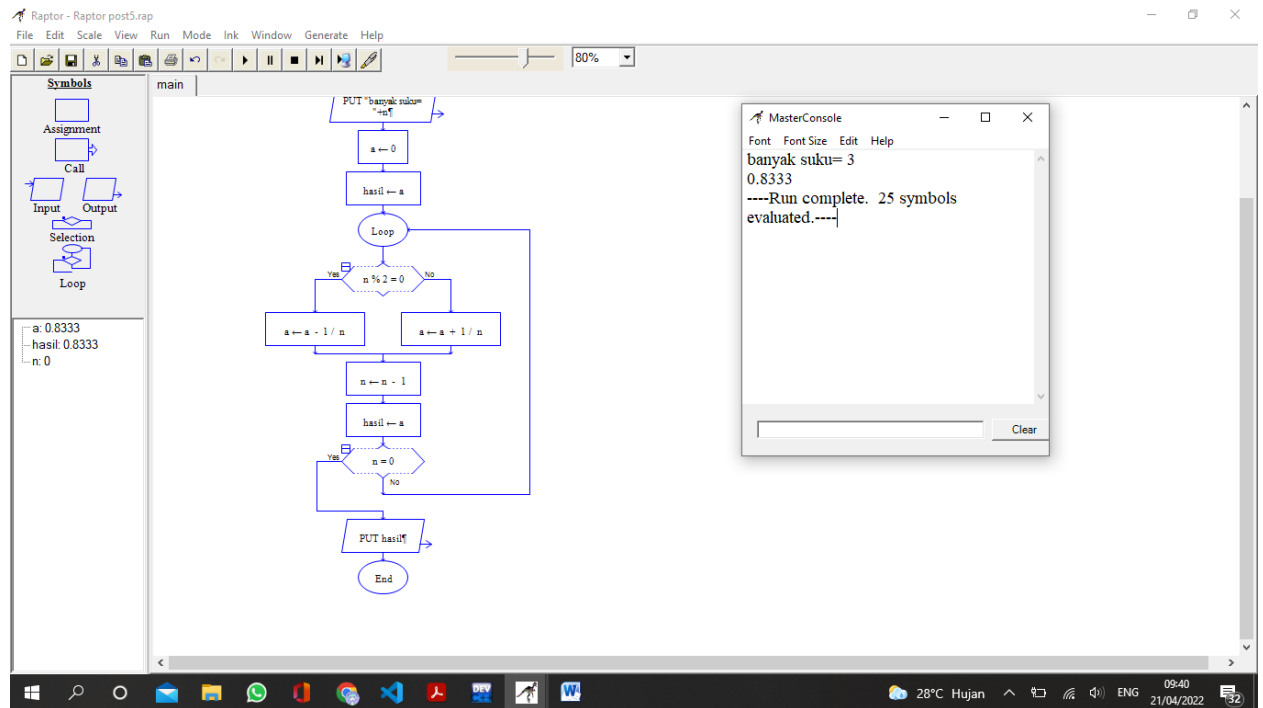 Raptor - Raptor post5.rap
File Edit Scale View Run Mode Ink Window Generate Help
80%
Symbols
Assignment
Call
Input Output
Selection
Loop
a: 0.8333
hasil: 0.8333
n: 0
main
PUT "banyak suku=
"+n¶
a ← 0
hasil ← a
Loop
Yes n % 2 = 0 No
a ← a - 1 / n a ← a + 1 / n
n ← n - 1
hasil ← a
Yes n = 0
No
PUT hasil¶
End
MasterConsole
Font Font Size Edit Help
banyak suku= 3
0.8333
----Run complete. 25 symbols
evaluated.----
Clear
DEV
W
28°C Hujan ENG 09:40
21/04/2022
32